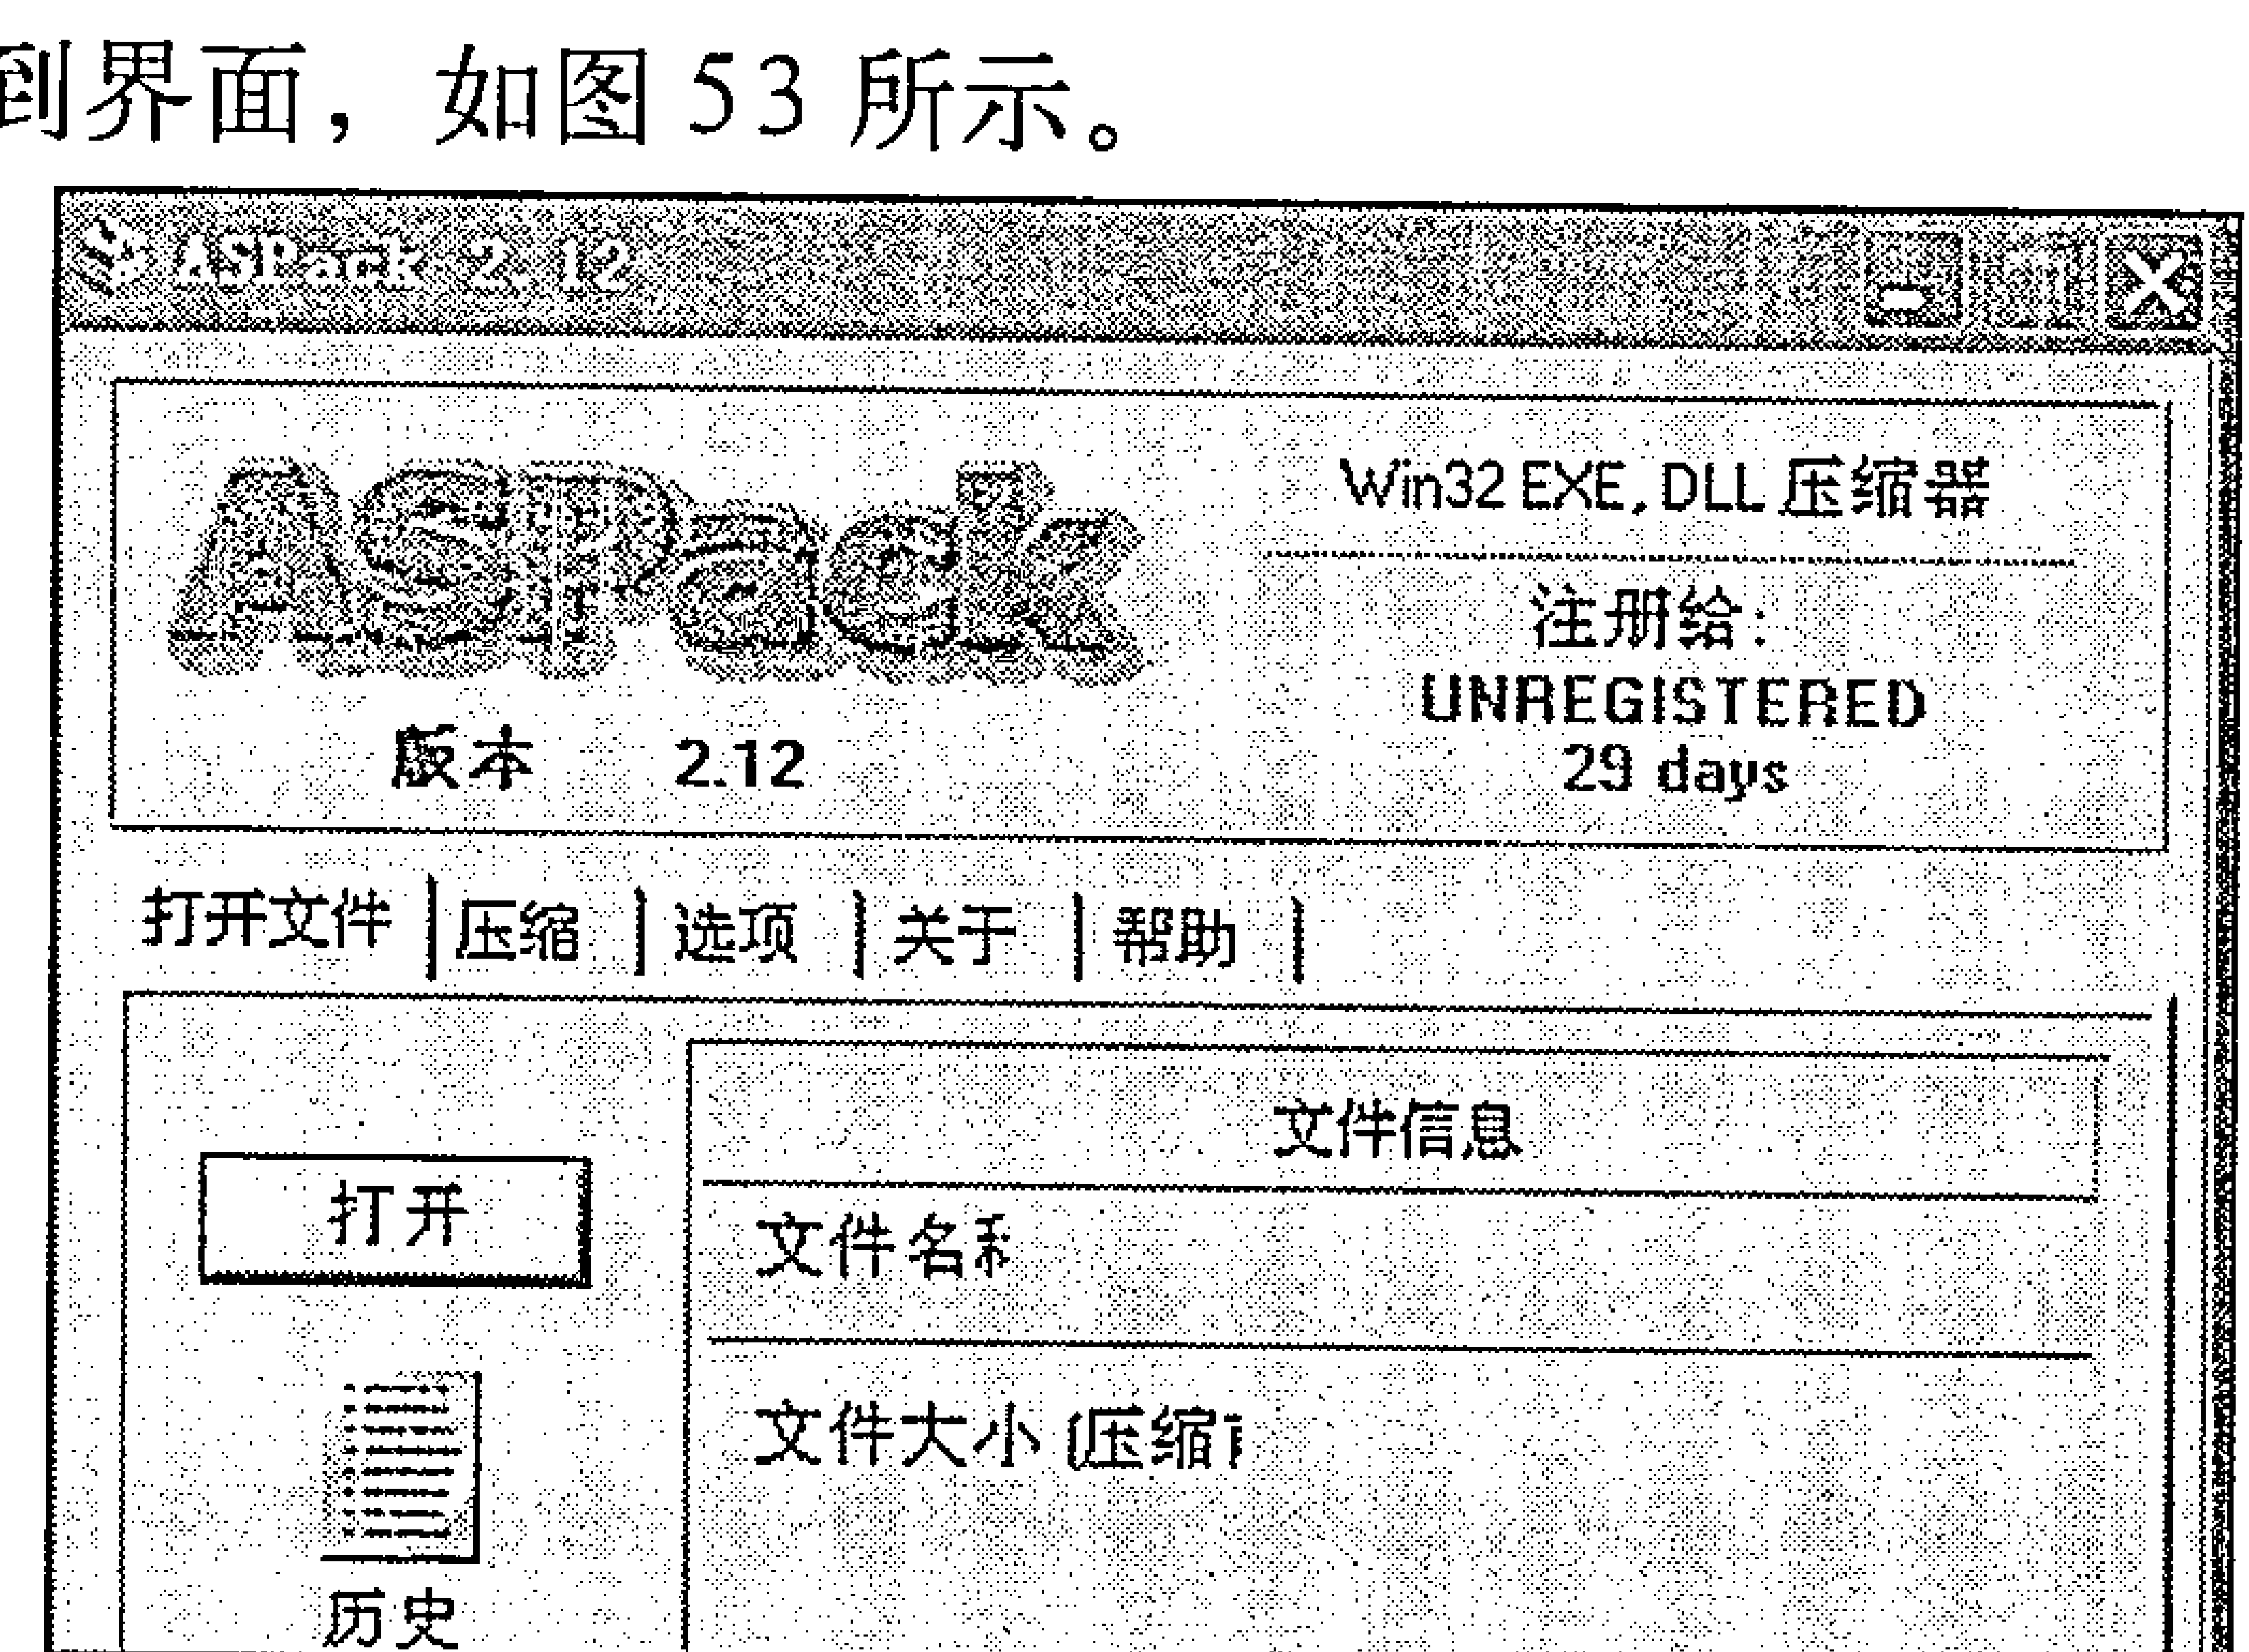 到界面，如图 53 所示。
ASPack 2.12
ASPack
Win32 EXE, DLL 压缩器
注册给:
UNREGISTERED
29 days
版本 2.12
打开文件 压缩 选项 关于 帮助
文件信息
打开
文件名
文件大小 (压缩
历史